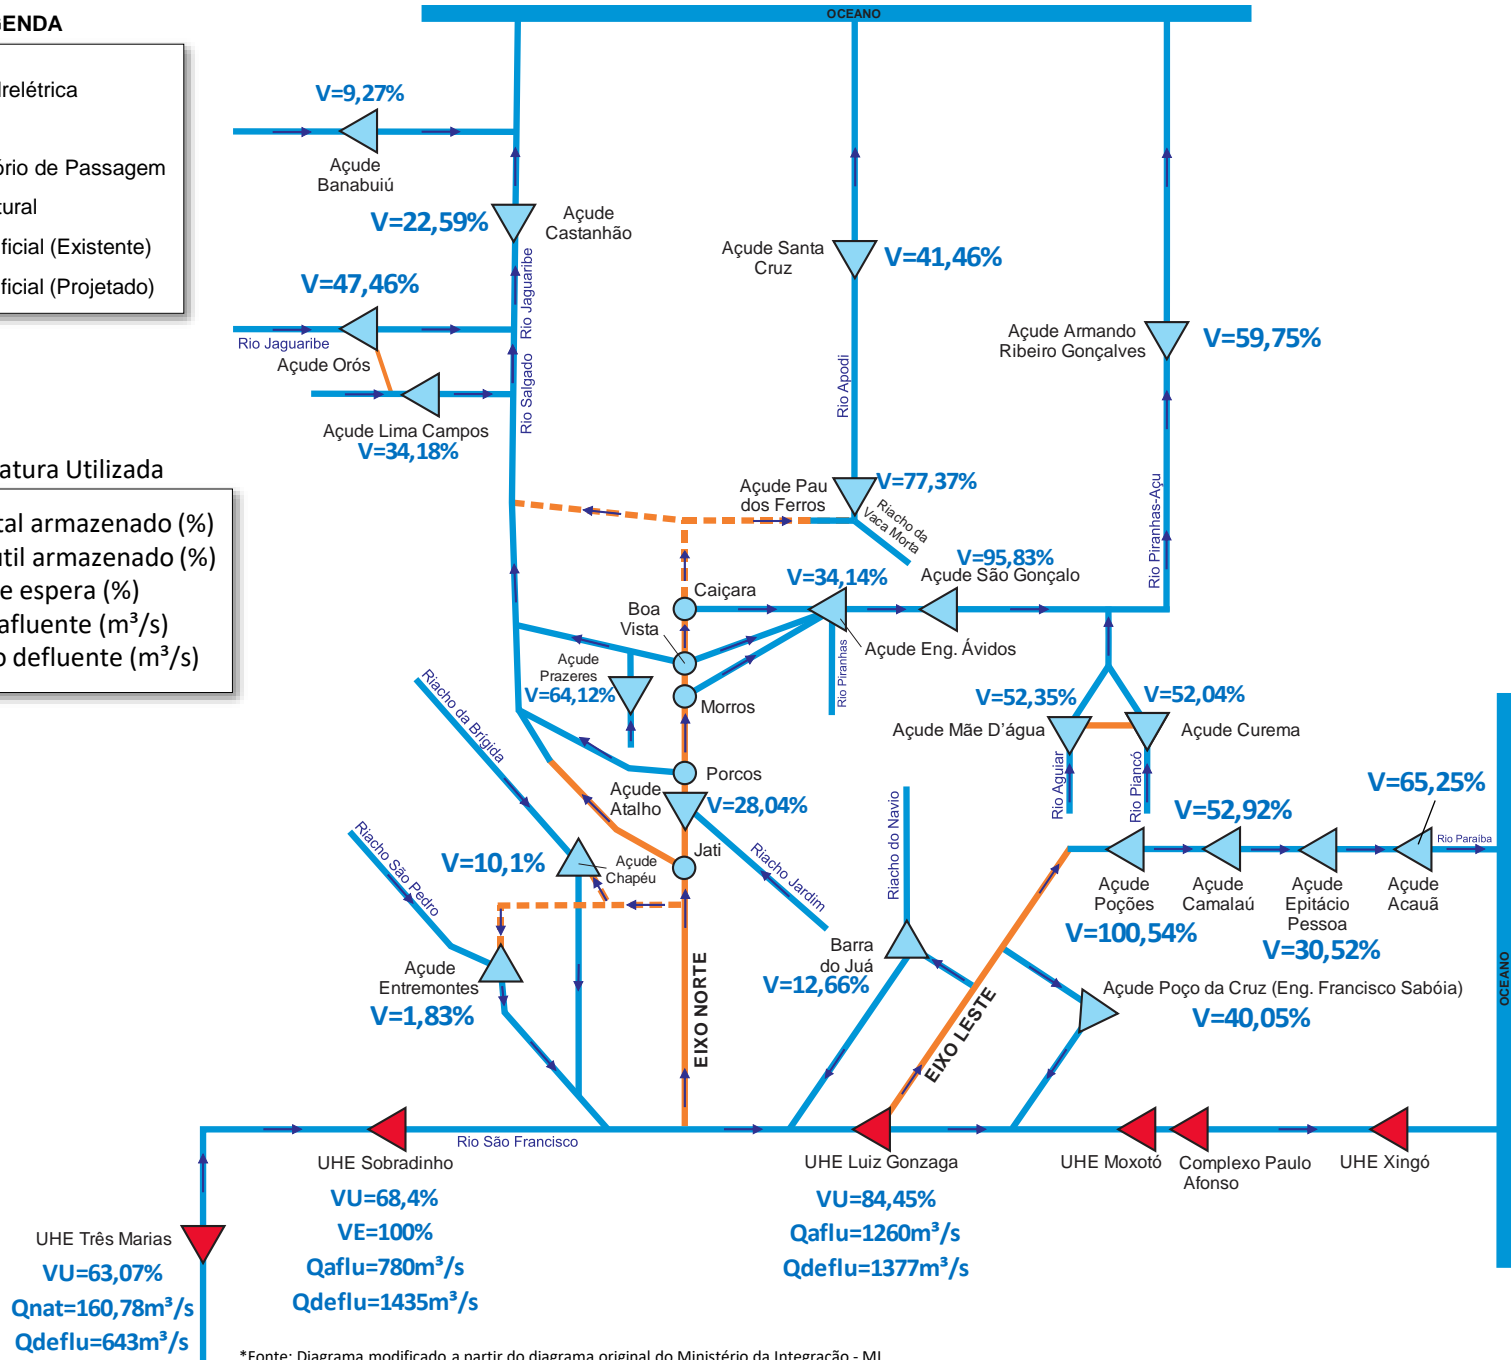 OCEANO
GENDA
drelétrica
ório de Passagem
tural
ificial (Existente)
ificial (Projetado)
V=9,27%
Açude
Banabuiú
V=22,59%
Açude
Castanhão
V=47,46%
Rio Jaguaribe
Açude Orós
Rio Jaguaribe
Rio Salgado
Açude Lima Campos
V=34,18%
Açude Santa
Cruz
V=41,46%
Rio Apodi
Açude Armando
Ribeiro Gonçalves
V=59,75%
Rio Piranhas-Açu
atura Utilizada
tal armazenado (%)
útil armazenado (%)
e espera (%)
afluente (m³/s)
o defluente (m³/s)
Açude Pau
dos Ferros
V=77,37%
Riacho da
Vaca Morta
V=95,83%
Açude São Gonçalo
V=34,14%
Açude Eng. Ávidos
Rio Piranhas
Caiçara
Boa
Vista
Morros
Açude
Prazeres
V=64,12%
Porcos
Açude
Atalho
V=28,04%
Jati
Riacho Jardim
Riacho da Brigida
Riacho São Pedro
V=10,1%
Açude
Chapéu
Açude
Entremontes
V=1,83%
EIXO NORTE
V=52,35%
Açude Mãe D'água
V=52,04%
Açude Curema
Rio Aguiar
Rio Piancó
V=65,25%
V=52,92%
Rio Paraiba
Açude
Poções
V=100,54%
Açude
Camalaú
Açude
Epitácio
Pessoa
V=30,52%
Açude
Acauã
Riacho do Navio
Barra
do Juá
V=12,66%
EIXO LESTE
Açude Poço da Cruz (Eng. Francisco Sabóia)
V=40,05%
OCEANO
Rio São Francisco
UHE Sobradinho
VU=68,4%
VE=100%
Qaflu=780m³/s
Qdeflu=1435m³/s
UHE Luiz Gonzaga
VU=84,45%
Qaflu=1260m³/s
Qdeflu=1377m³/s
UHE Moxotó
Complexo Paulo
Afonso
UHE Xingó
UHE Três Marias
VU=63,07%
Qnat=160,78m³/s
Qdeflu=643m³/s
*Fonte: Diagrama modificado a partir do diagrama original do Ministério da Integração - MI